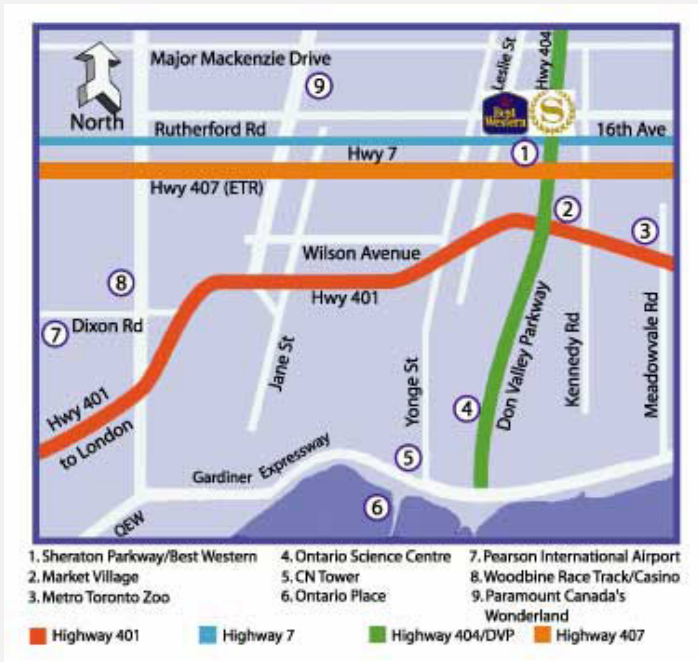 Major Mackenzie Drive
9
Leslie St
Hwy 404
North
Best
Western
S
Rutherford Rd
16th Ave
1
Hwy 7
Hwy 407 (ETR)
2
3
Wilson Avenue
8
Hwy 401
7
Dixon Rd
Jane St
Yonge St
Don Valley Parkway
Kennedy Rd
Meadowvale Rd
4
Hwy 401
to London
5
Gardiner Expressway
6
QEW
1. Sheraton Parkway/Best Western
2. Market Village
3. Metro Toronto Zoo
4. Ontario Science Centre
5. CN Tower
6. Ontario Place
7. Pearson International Airport
8. Woodbine Race Track/Casino
9. Paramount Canada's
Wonderland
Highway 401
Highway 7
Highway 404/DVP
Highway 407